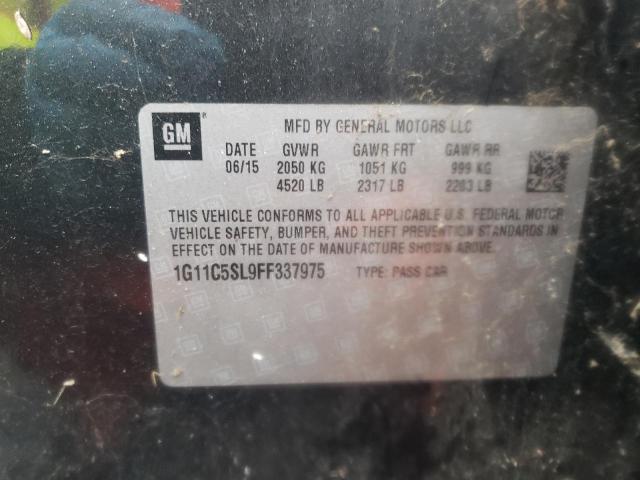 GM
MFD BY GENERAL MOTORS LLC
DATE GVWR GAWR FRT GAWR RR
06/15 2050 KG 1051 KG 999 KG
4520 LB 2317 LB 2203 LB
THIS VEHICLE CONFORMS TO ALL APPLICABLE U.S. FEDERAL MOTOR
VEHICLE SAFETY, BUMPER, AND THEFT PREVENTION STANDARDS IN
EFFECT ON THE DATE OF MANUFACTURE SHOWN ABOVE.
1G11C5SL9FF337975 TYPE: PASS CAR